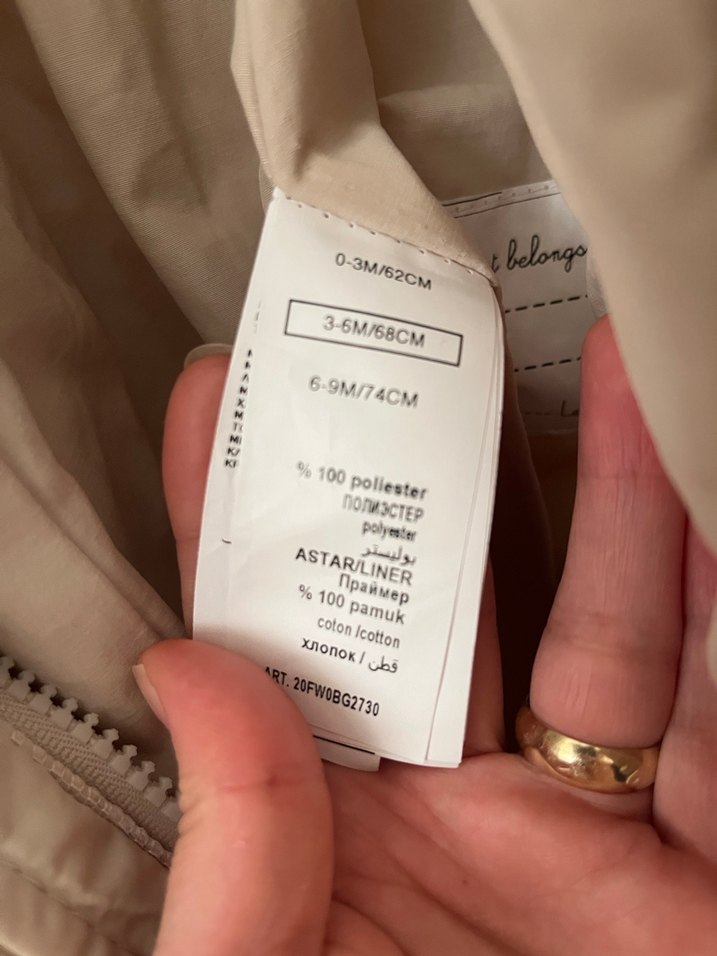 0-3M/62CM
3-6M/68CM
6-9M/74CM
% 100 poliester
ПОЛИЭСТЕР
polyester
بوليستر
ASTAR/LINER
Праймер
% 100 pamuk
coton /cotton
хлопок / قطن
ART. 20FW0BG2730
belongs